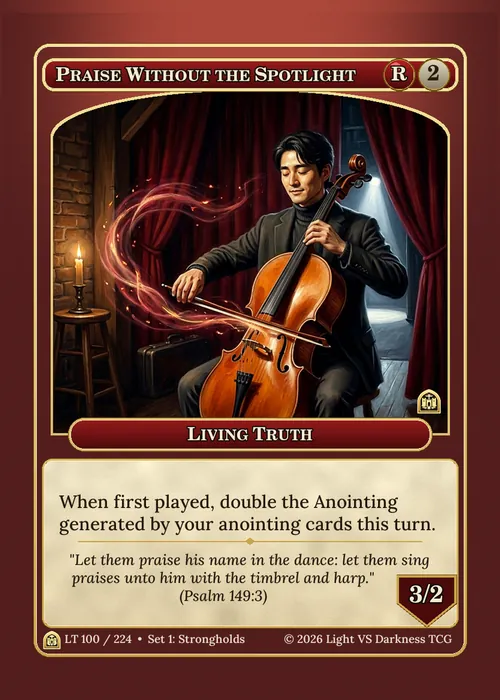 Praise Without the Spotlight R 2
Living Truth
When first played, double the Anointing
generated by your anointing cards this turn.
"Let them praise his name in the dance: let them sing
praises unto him with the timbrel and harp."
(Psalm 149:3)
3/2
LT 100 / 224 • Set 1: Strongholds © 2026 Light VS Darkness TCG